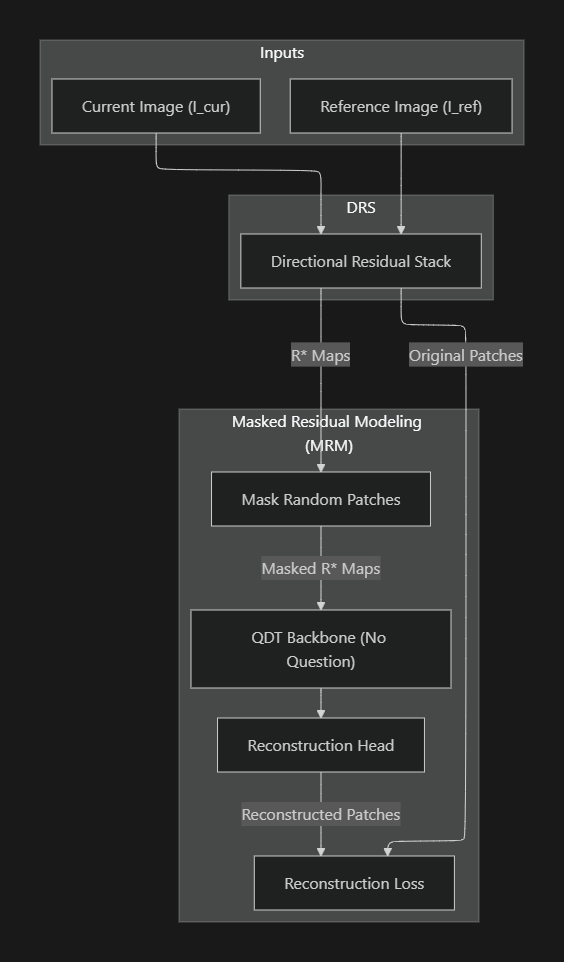 Inputs
Current Image (I_cur)
Reference Image (I_ref)
DRS
Directional Residual Stack
R* Maps
Original Patches
Masked Residual Modeling
(MRM)
Mask Random Patches
Masked R* Maps
QDT Backbone (No
Question)
Reconstruction Head
Reconstructed Patches
Reconstruction Loss